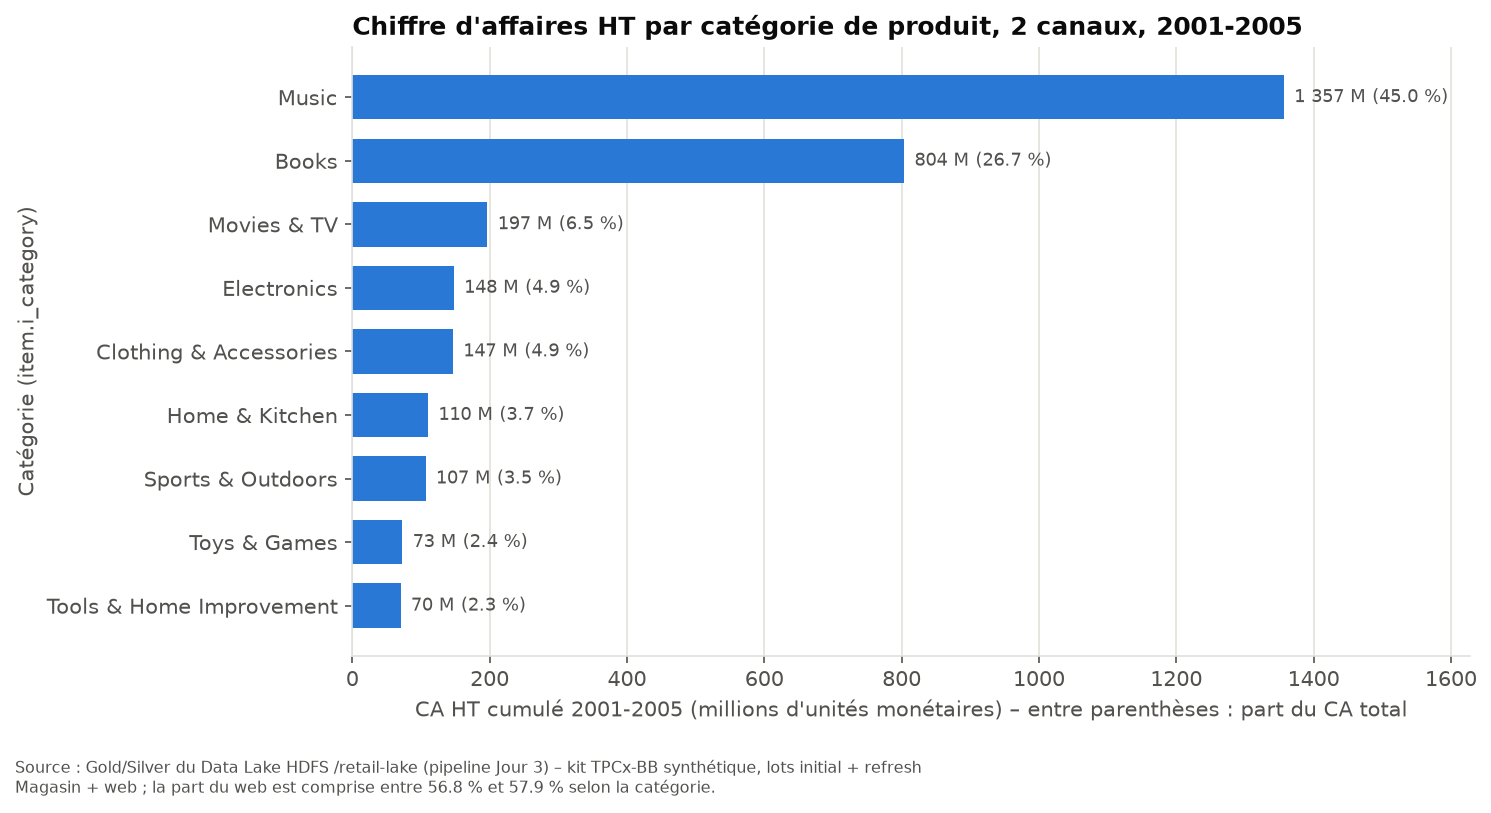 Chiffre d'affaires HT par catégorie de produit, 2 canaux, 2001-2005
Catégorie (item.i_category)
Music 1 357 M (45.0 %)
Books 804 M (26.7 %)
Movies & TV 197 M (6.5 %)
Electronics 148 M (4.9 %)
Clothing & Accessories 147 M (4.9 %)
Home & Kitchen 110 M (3.7 %)
Sports & Outdoors 107 M (3.5 %)
Toys & Games 73 M (2.4 %)
Tools & Home Improvement 70 M (2.3 %)
0 200 400 600 800 1000 1200 1400 1600
CA HT cumulé 2001-2005 (millions d'unités monétaires) – entre parenthèses : part du CA total
Source : Gold/Silver du Data Lake HDFS /retail-lake (pipeline Jour 3) – kit TPCx-BB synthétique, lots initial + refresh
Magasin + web ; la part du web est comprise entre 56.8 % et 57.9 % selon la catégorie.